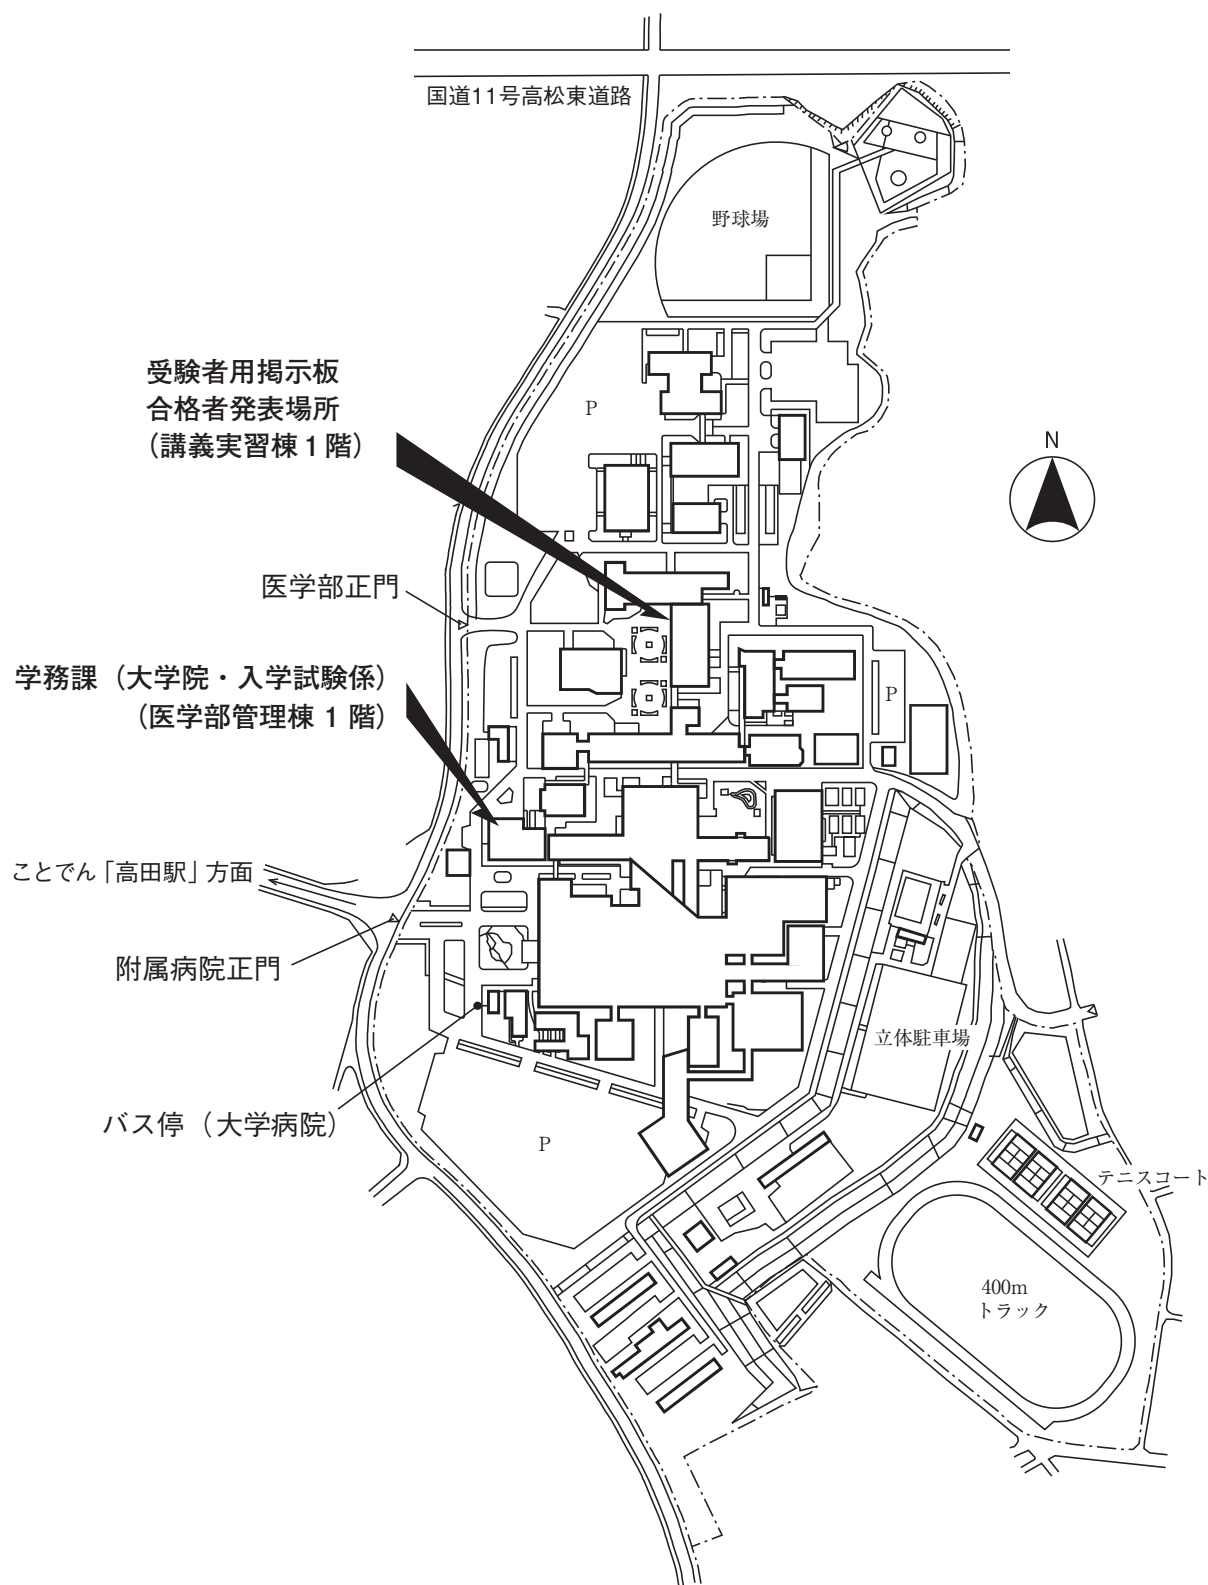 国道11号高松東道路
野球場
受験者用掲示板
合格者発表場所
（講義実習棟１階）
P
N
医学部正門
学務課（大学院・入学試験係）
（医学部管理棟１階）
P
ことでん「高田駅」方面
附属病院正門
立体駐車場
バス停（大学病院）
P
テニスコート
400m
トラック